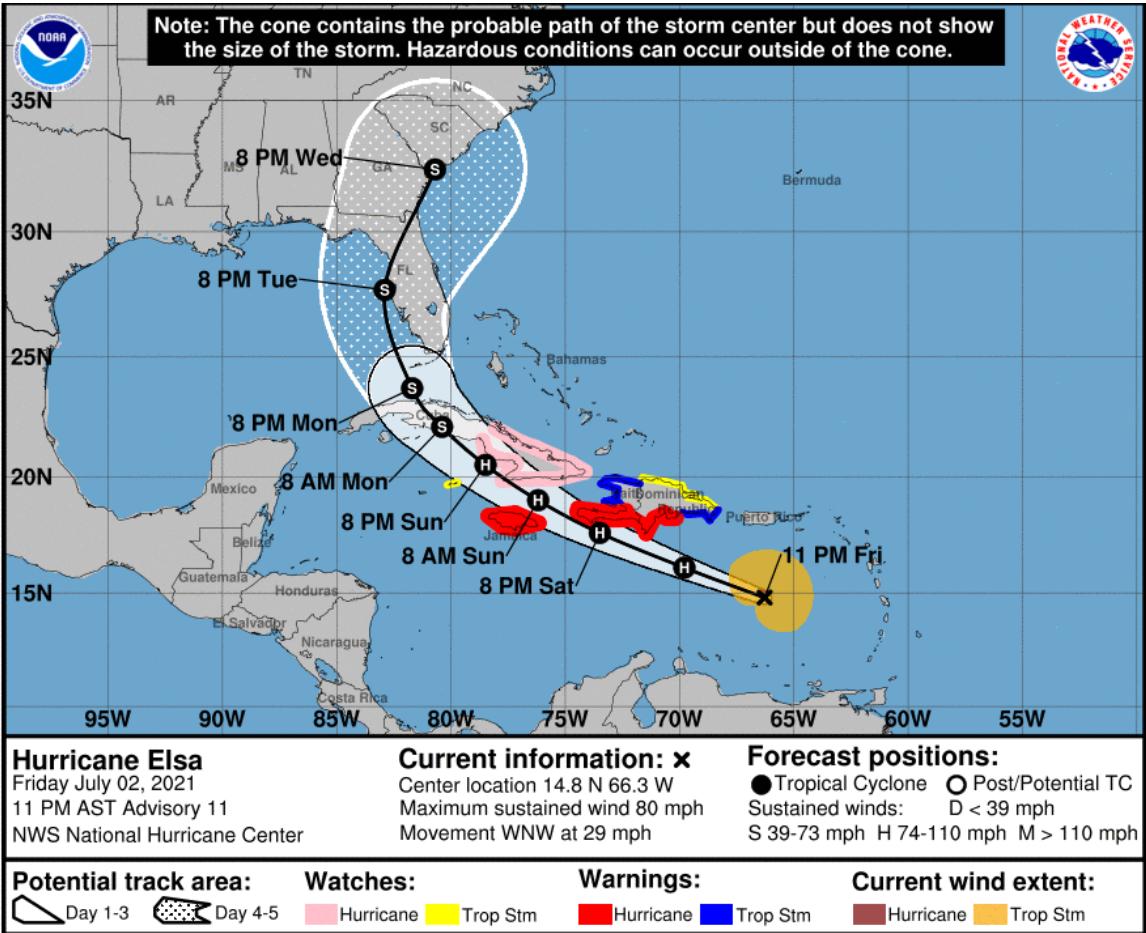 Note: The cone contains the probable path of the storm center but does not show
the size of the storm. Hazardous conditions can occur outside of the cone.
NOAA
NATIONAL WEATHER SERVICE
TN
NC
35N
AR
SC
8 PM Wed
MS
AL
GA
Bermuda
LA
30N
8 PM Tue
FL
25N
Bahamas
8 PM Mon
Cuba
20N
8 AM Mon
Mexico
Dominican
Republic
Puerto Rico
8 PM Sun
Jamaica
Belize
8 AM Sun
11 PM Fri
Guatemala
8 PM Sat
Honduras
15N
El Salvador
Nicaragua
Costa Rica
95W 90W 85W 80W 75W 70W 65W 60W 55W
S
S
S
S
H
H
H
H
Hurricane Elsa
Friday July 02, 2021
11 PM AST Advisory 11
NWS National Hurricane Center
Current information: ×
Center location 14.8 N 66.3 W
Maximum sustained wind 80 mph
Movement WNW at 29 mph
Forecast positions:
● Tropical Cyclone ○ Post/Potential TC
Sustained winds: D < 39 mph
S 39-73 mph H 74-110 mph M > 110 mph
Potential track area:
Day 1-3 Day 4-5
Watches:
Hurricane Trop Stm
Warnings:
Hurricane Trop Stm
Current wind extent:
Hurricane Trop Stm